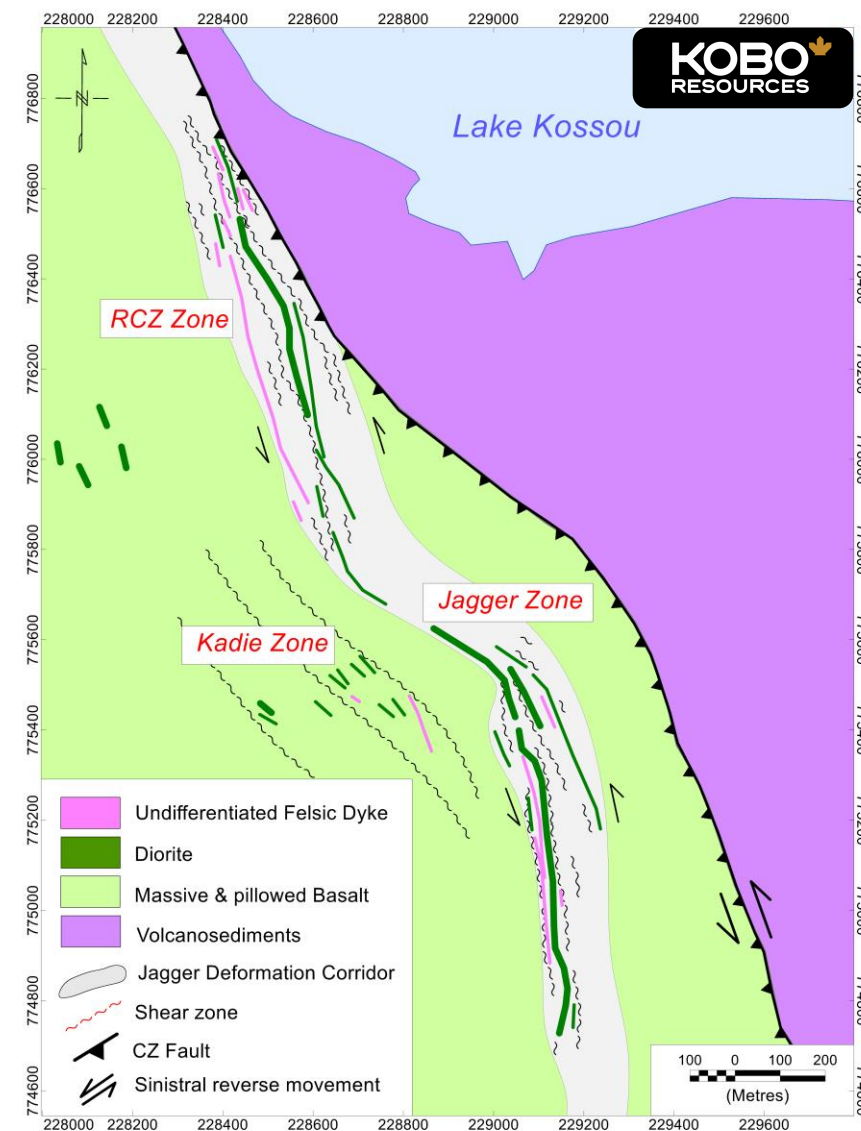 228000 228200 228400 228600 228800 229000 229200 229400 229600
KOBO
RESOURCES
Lake Kossou
N
776800
776600
776400
776200
776000
775800
775600
775400
775200
775000
774800
774600
RCZ Zone
Jagger Zone
Kadie Zone
Undifferentiated Felsic Dyke
Diorite
Massive & pillowed Basalt
Volcanosediments
Jagger Deformation Corridor
Shear zone
CZ Fault
Sinistral reverse movement
100 0 100 200
(Metres)
228000 228200 228400 228600 228800 229000 229200 229400 229600